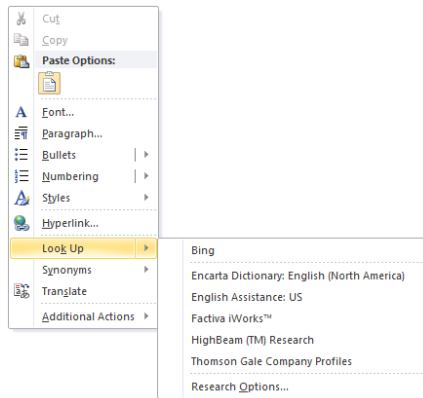 Cut
Copy
Paste Options:
Font...
Paragraph...
Bullets
Numbering
Styles
Hyperlink...
Look Up
Synonyms
Translate
Additional Actions
Bing
Encarta Dictionary: English (North America)
English Assistance: US
Factiva iWorks™
HighBeam (TM) Research
Thomson Gale Company Profiles
Research Options...